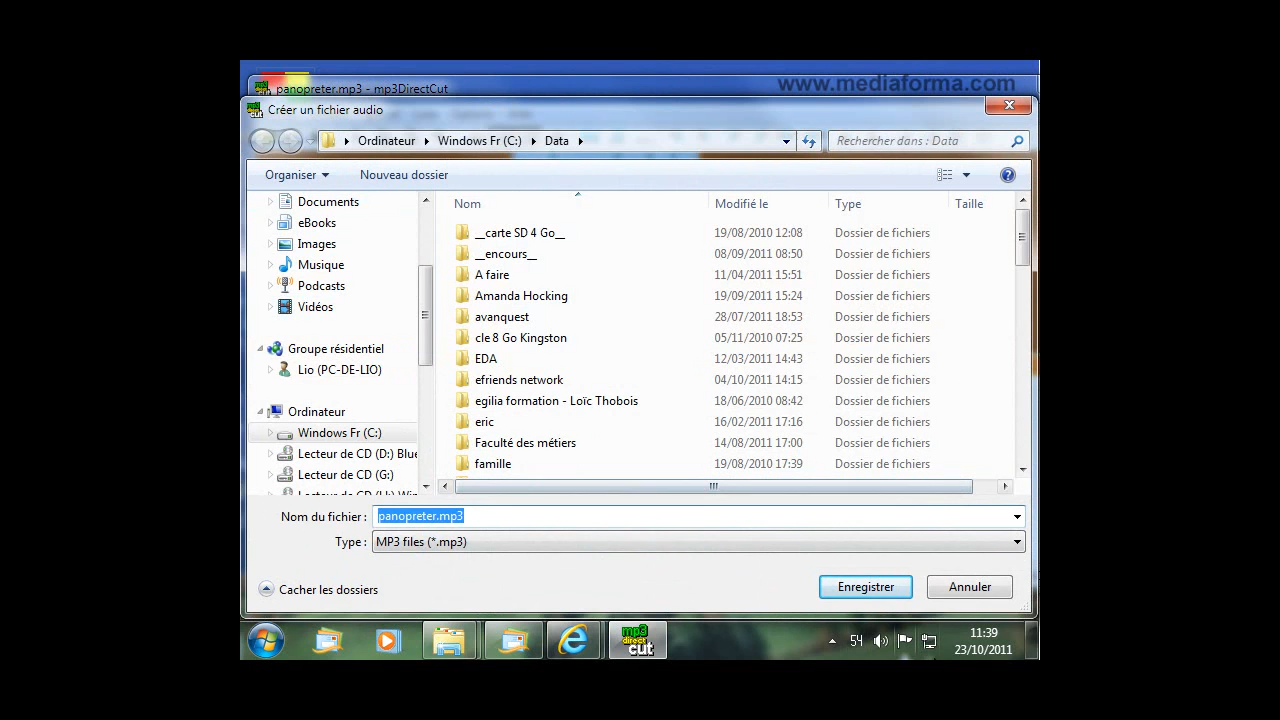 www.mediaforma.com
panopreter.mp3 - mp3DirectCut
Créer un fichier audio
Ordinateur Windows Fr (C:) Data
Rechercher dans : Data
Organiser Nouveau dossier
Documents
eBooks
Images
Musique
Podcasts
Vidéos
Groupe résidentiel
Lio (PC-DE-LIO)
Ordinateur
Windows Fr (C:)
Lecteur de CD (D:) Blue
Lecteur de CD (G:)
Nom Modifié le Type Taille
__carte SD 4 Go__ 19/08/2010 12:08 Dossier de fichiers
__encours__ 08/09/2011 08:50 Dossier de fichiers
A faire 11/04/2011 15:51 Dossier de fichiers
Amanda Hocking 19/09/2011 15:24 Dossier de fichiers
avanquest 28/07/2011 18:53 Dossier de fichiers
cle 8 Go Kingston 05/11/2010 07:25 Dossier de fichiers
EDA 12/03/2011 14:43 Dossier de fichiers
efriends network 04/10/2011 14:15 Dossier de fichiers
egilia formation - Loïc Thobois 18/06/2010 08:42 Dossier de fichiers
eric 16/02/2011 17:16 Dossier de fichiers
Faculté des métiers 14/08/2011 17:00 Dossier de fichiers
famille 19/08/2010 17:39 Dossier de fichiers
Nom du fichier : panopreter.mp3
Type : MP3 files (*.mp3)
Cacher les dossiers
Enregistrer Annuler
mp3 direct cut
54
11:39
23/10/2011